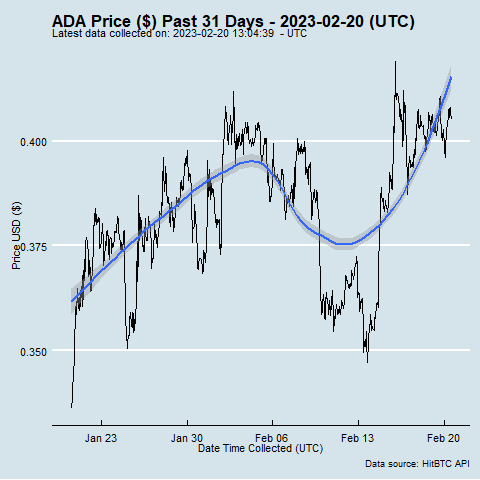 ADA Price ($) Past 31 Days - 2023-02-20 (UTC)
Latest data collected on: 2023-02-20 13:04:39  - UTC
0.400
0.375
0.350
Price USD ($)
Jan 23 Jan 30 Feb 06 Feb 13 Feb 20
Date Time Collected (UTC)
Data source: HitBTC API